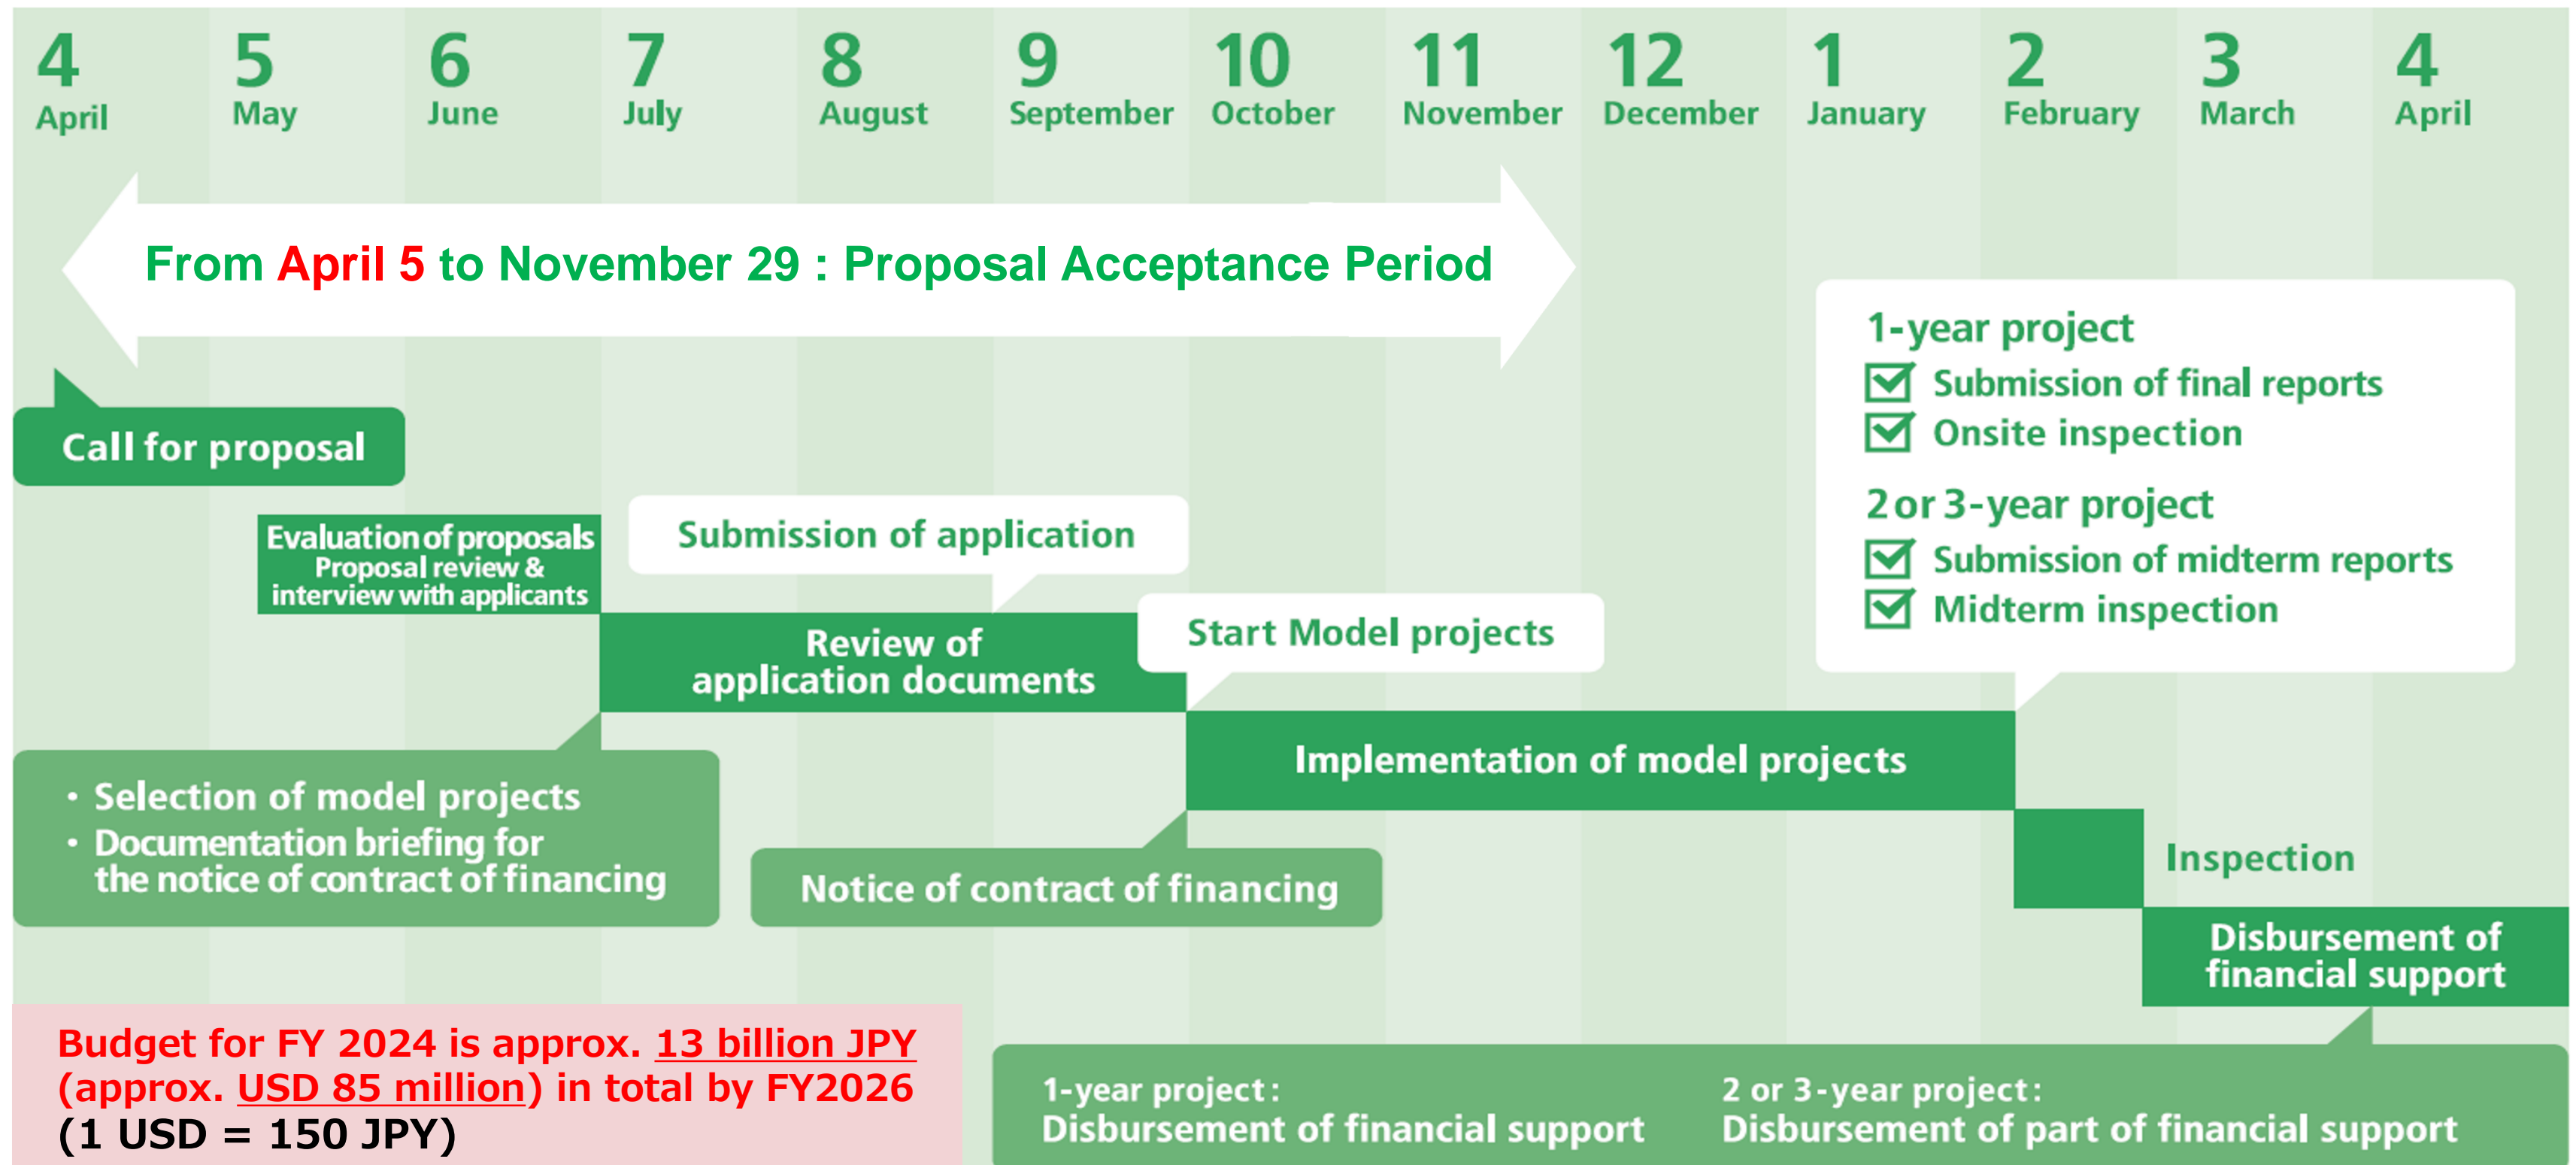 4 5 6 7 8 9 10 11 12 1 2 3 4
April May June July August September October November December January February March April
From April 5 to November 29 : Proposal Acceptance Period
Call for proposal
Evaluation of proposals
Proposal review &
interview with applicants
Submission of application
Review of
application documents
Start Model projects
1-year project
Submission of final reports
Onsite inspection
2 or 3-year project
Submission of midterm reports
Midterm inspection
・Selection of model projects
・Documentation briefing for
the notice of contract of financing
Implementation of model projects
Notice of contract of financing
Inspection
Disbursement of
financial support
Budget for FY 2024 is approx. 13 billion JPY
(approx. USD 85 million) in total by FY2026
(1 USD = 150 JPY)
1-year project:
Disbursement of financial support
2 or 3-year project:
Disbursement of part of financial support